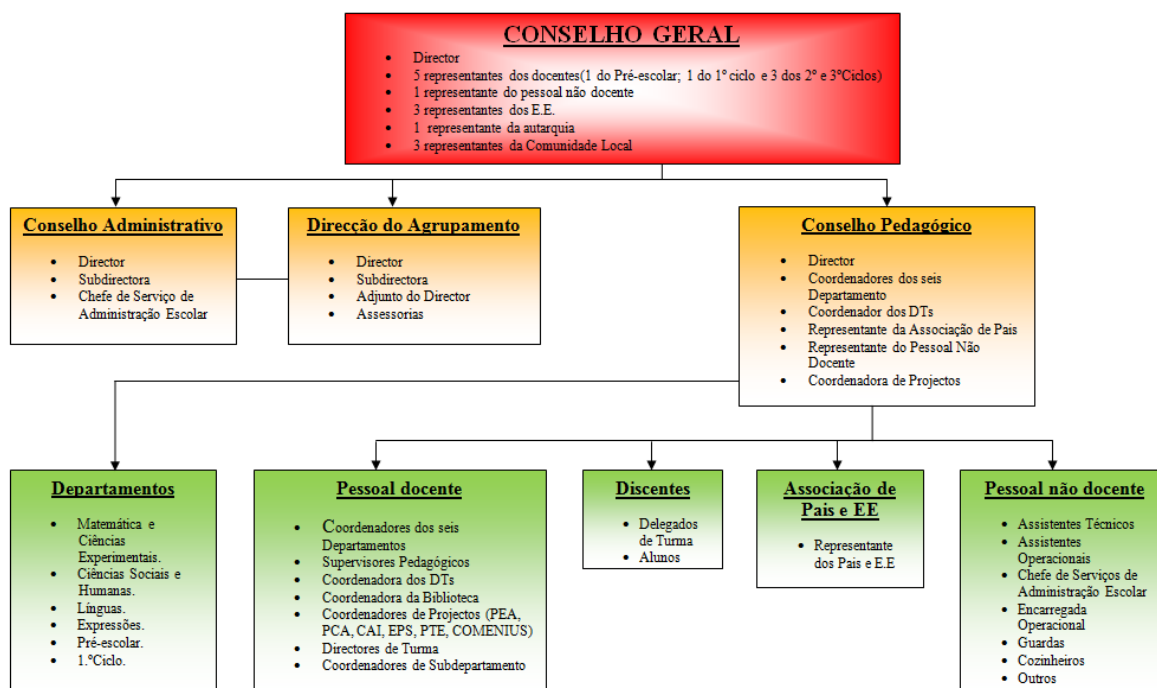 CONSELHO GERAL
• Director
• 5 representantes dos docentes(1 do Pré-escolar; 1 do 1º ciclo e 3 dos 2º e 3ºCiclos)
• 1 representante do pessoal não docente
• 3 representantes dos E.E.
• 1 representante da autarquia
• 3 representantes da Comunidade Local
Conselho Administrativo
• Director
• Subdirectora
• Chefe de Serviço de
Administração Escolar
Direcção do Agrupamento
• Director
• Subdirectora
• Adjunto do Director
• Assessorias
Conselho Pedagógico
• Director
• Coordenadores dos seis
Departamento
• Coordenador dos DTs
• Representante da Associação de Pais
• Representante do Pessoal Não
Docente
• Coordenadora de Projectos
Departamentos
• Matemática e
Ciências
Experimentais.
• Ciências Sociais e
Humanas.
• Línguas.
• Expressões.
• Pré-escolar.
• 1.ºCiclo.
Pessoal docente
• Coordenadores dos seis
Departamentos
• Supervisores Pedagógicos
• Coordenadora dos DTs
• Coordenadora da Biblioteca
• Coordenadores de Projectos (PEA,
PCA, CAI, EPS, PTE, COMENIUS)
• Directores de Turma
• Coordenadores de Subdepartamento
Discentes
• Delegados
de Turma
• Alunos
Associação de
Pais e EE
• Representante
dos Pais e E.E
Pessoal não docente
• Assistentes Técnicos
• Assistentes
Operacionais
• Chefe de Serviços de
Administração Escolar
• Encarregada
Operacional
• Guardas
• Cozinheiros
• Outros